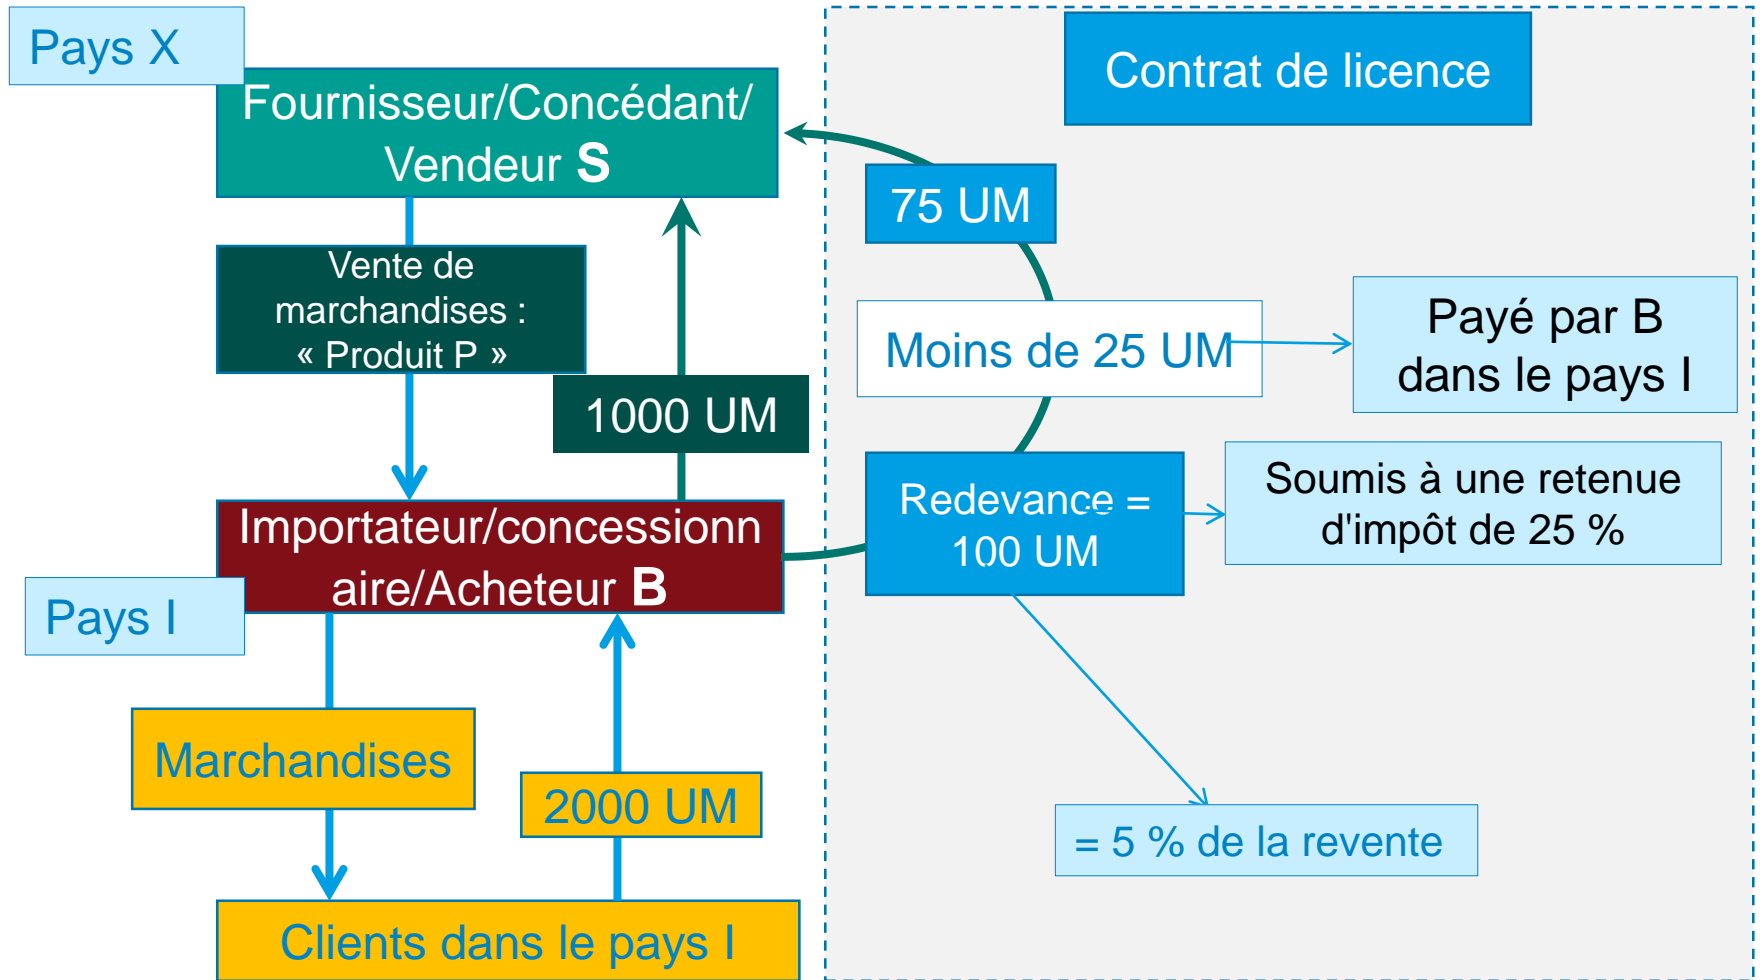 Pays X
Fournisseur/Concédant/
Vendeur S
Vente de
marchandises :
« Produit P »
1000 UM
Importateur/concessionn
aire/Acheteur B
Pays I
Marchandises
2000 UM
Clients dans le pays I
Contrat de licence
75 UM
Moins de 25 UM
Payé par B
dans le pays I
Redevance =
100 UM
Soumis à une retenue
d'impôt de 25 %
= 5 % de la revente